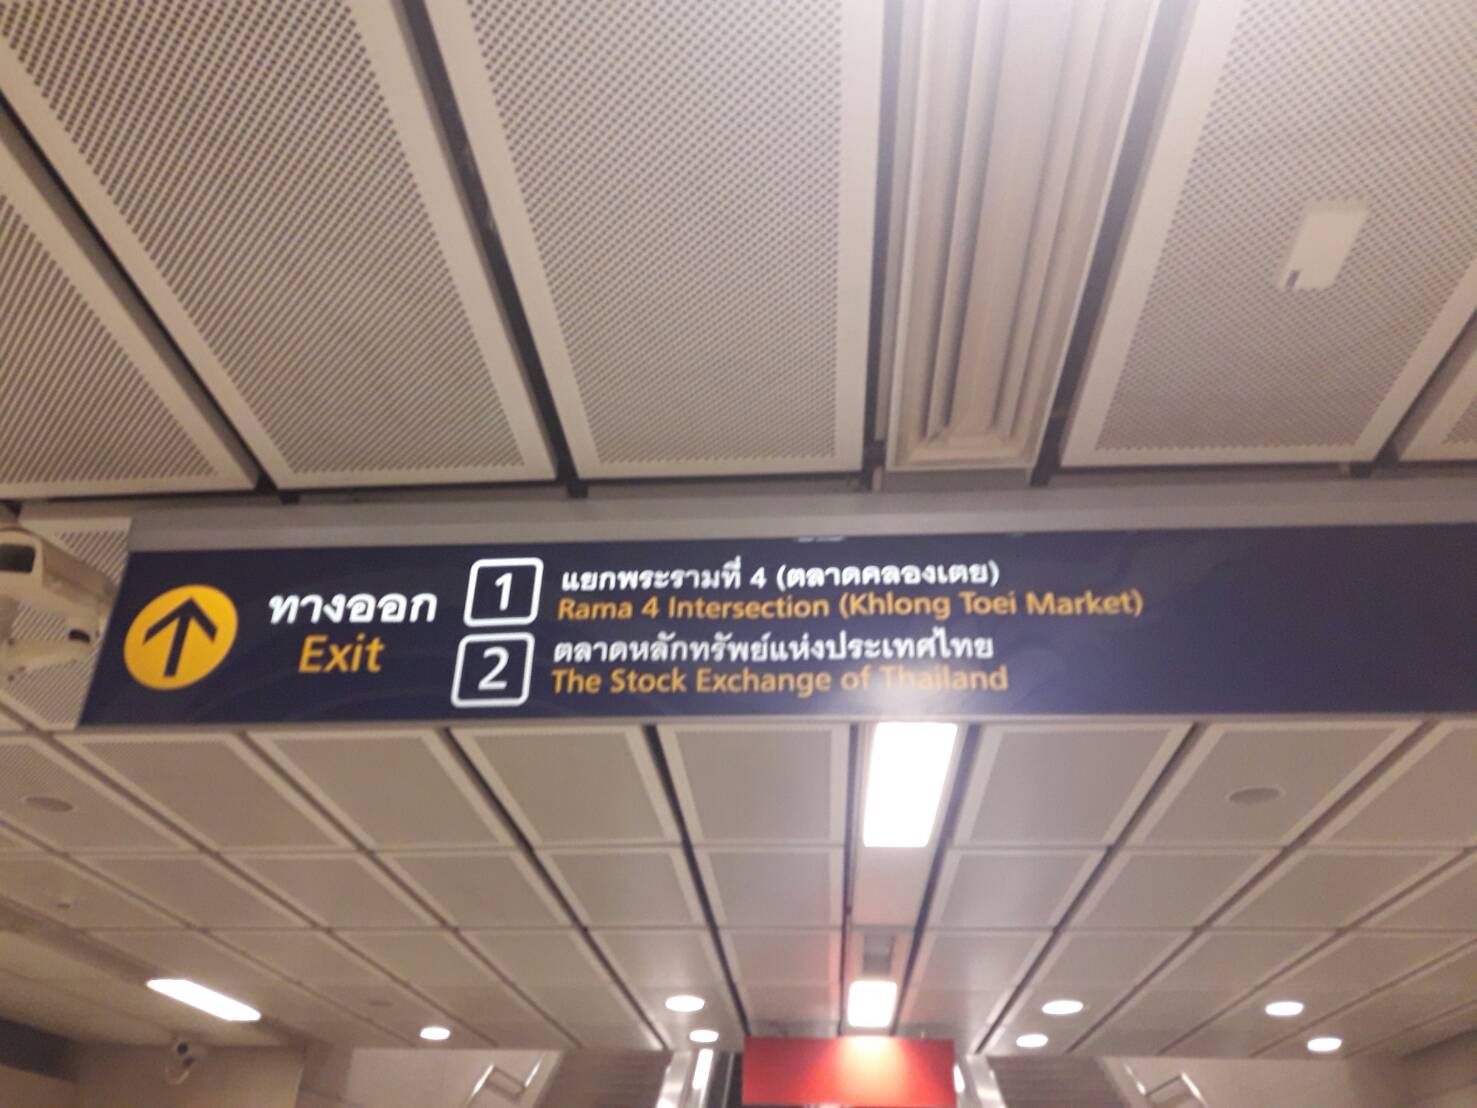 ทางออก
Exit
1
แยกพระรามที่ 4 (ตลาดคลองเตย)
Rama 4 Intersection (Khlong Toei Market)
2
ตลาดหลักทรัพย์แห่งประเทศไทย
The Stock Exchange of Thailand